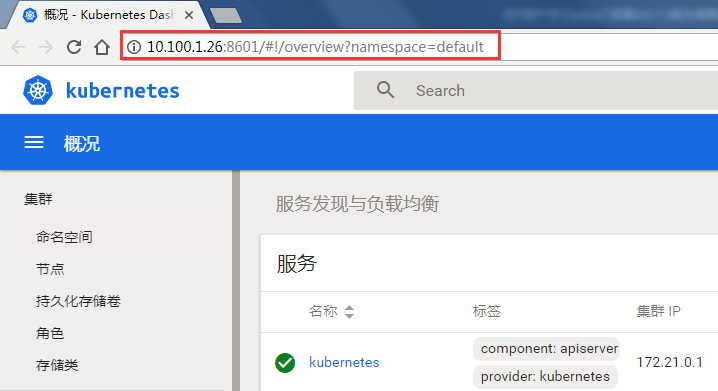 概况 - Kubernetes Dash
10.100.1.26:8601/#!/overview?namespace=default
kubernetes
Search
概况
集群
命名空间
节点
持久化存储卷
角色
存储类
服务发现与负载均衡
服务
名称 标签 集群 IP
kubernetes component: apiserver 172.21.0.1
provider: kubernetes